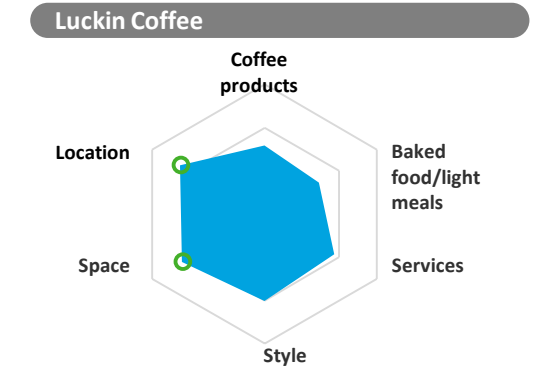 Luckin Coffee
Coffee
products
Location
Baked
food/light
meals
Space
Services
Style